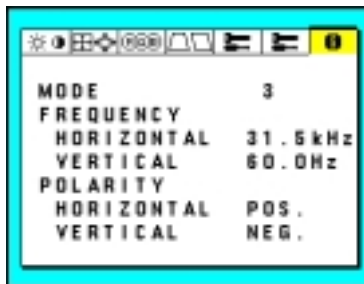 MODE 3
FREQUENCY
HORIZONTAL 31.5kHz
VERTICAL 60.0Hz
POLARITY
HORIZONTAL POS.
VERTICAL NEG.